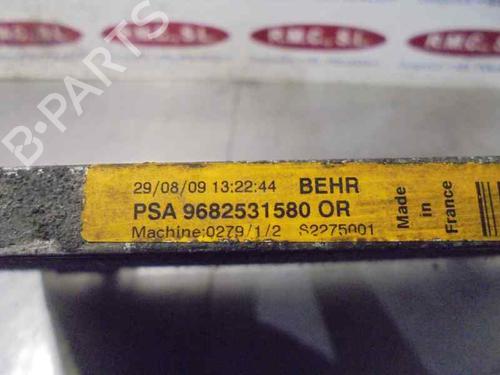 R.M.C., S.L.
R.M.C., S.L.
B-PARTS
29/08/09 13:22:44 BEHR
PSA 9682531580 OR
Machine:0279/1/2 S2275001
Made in France